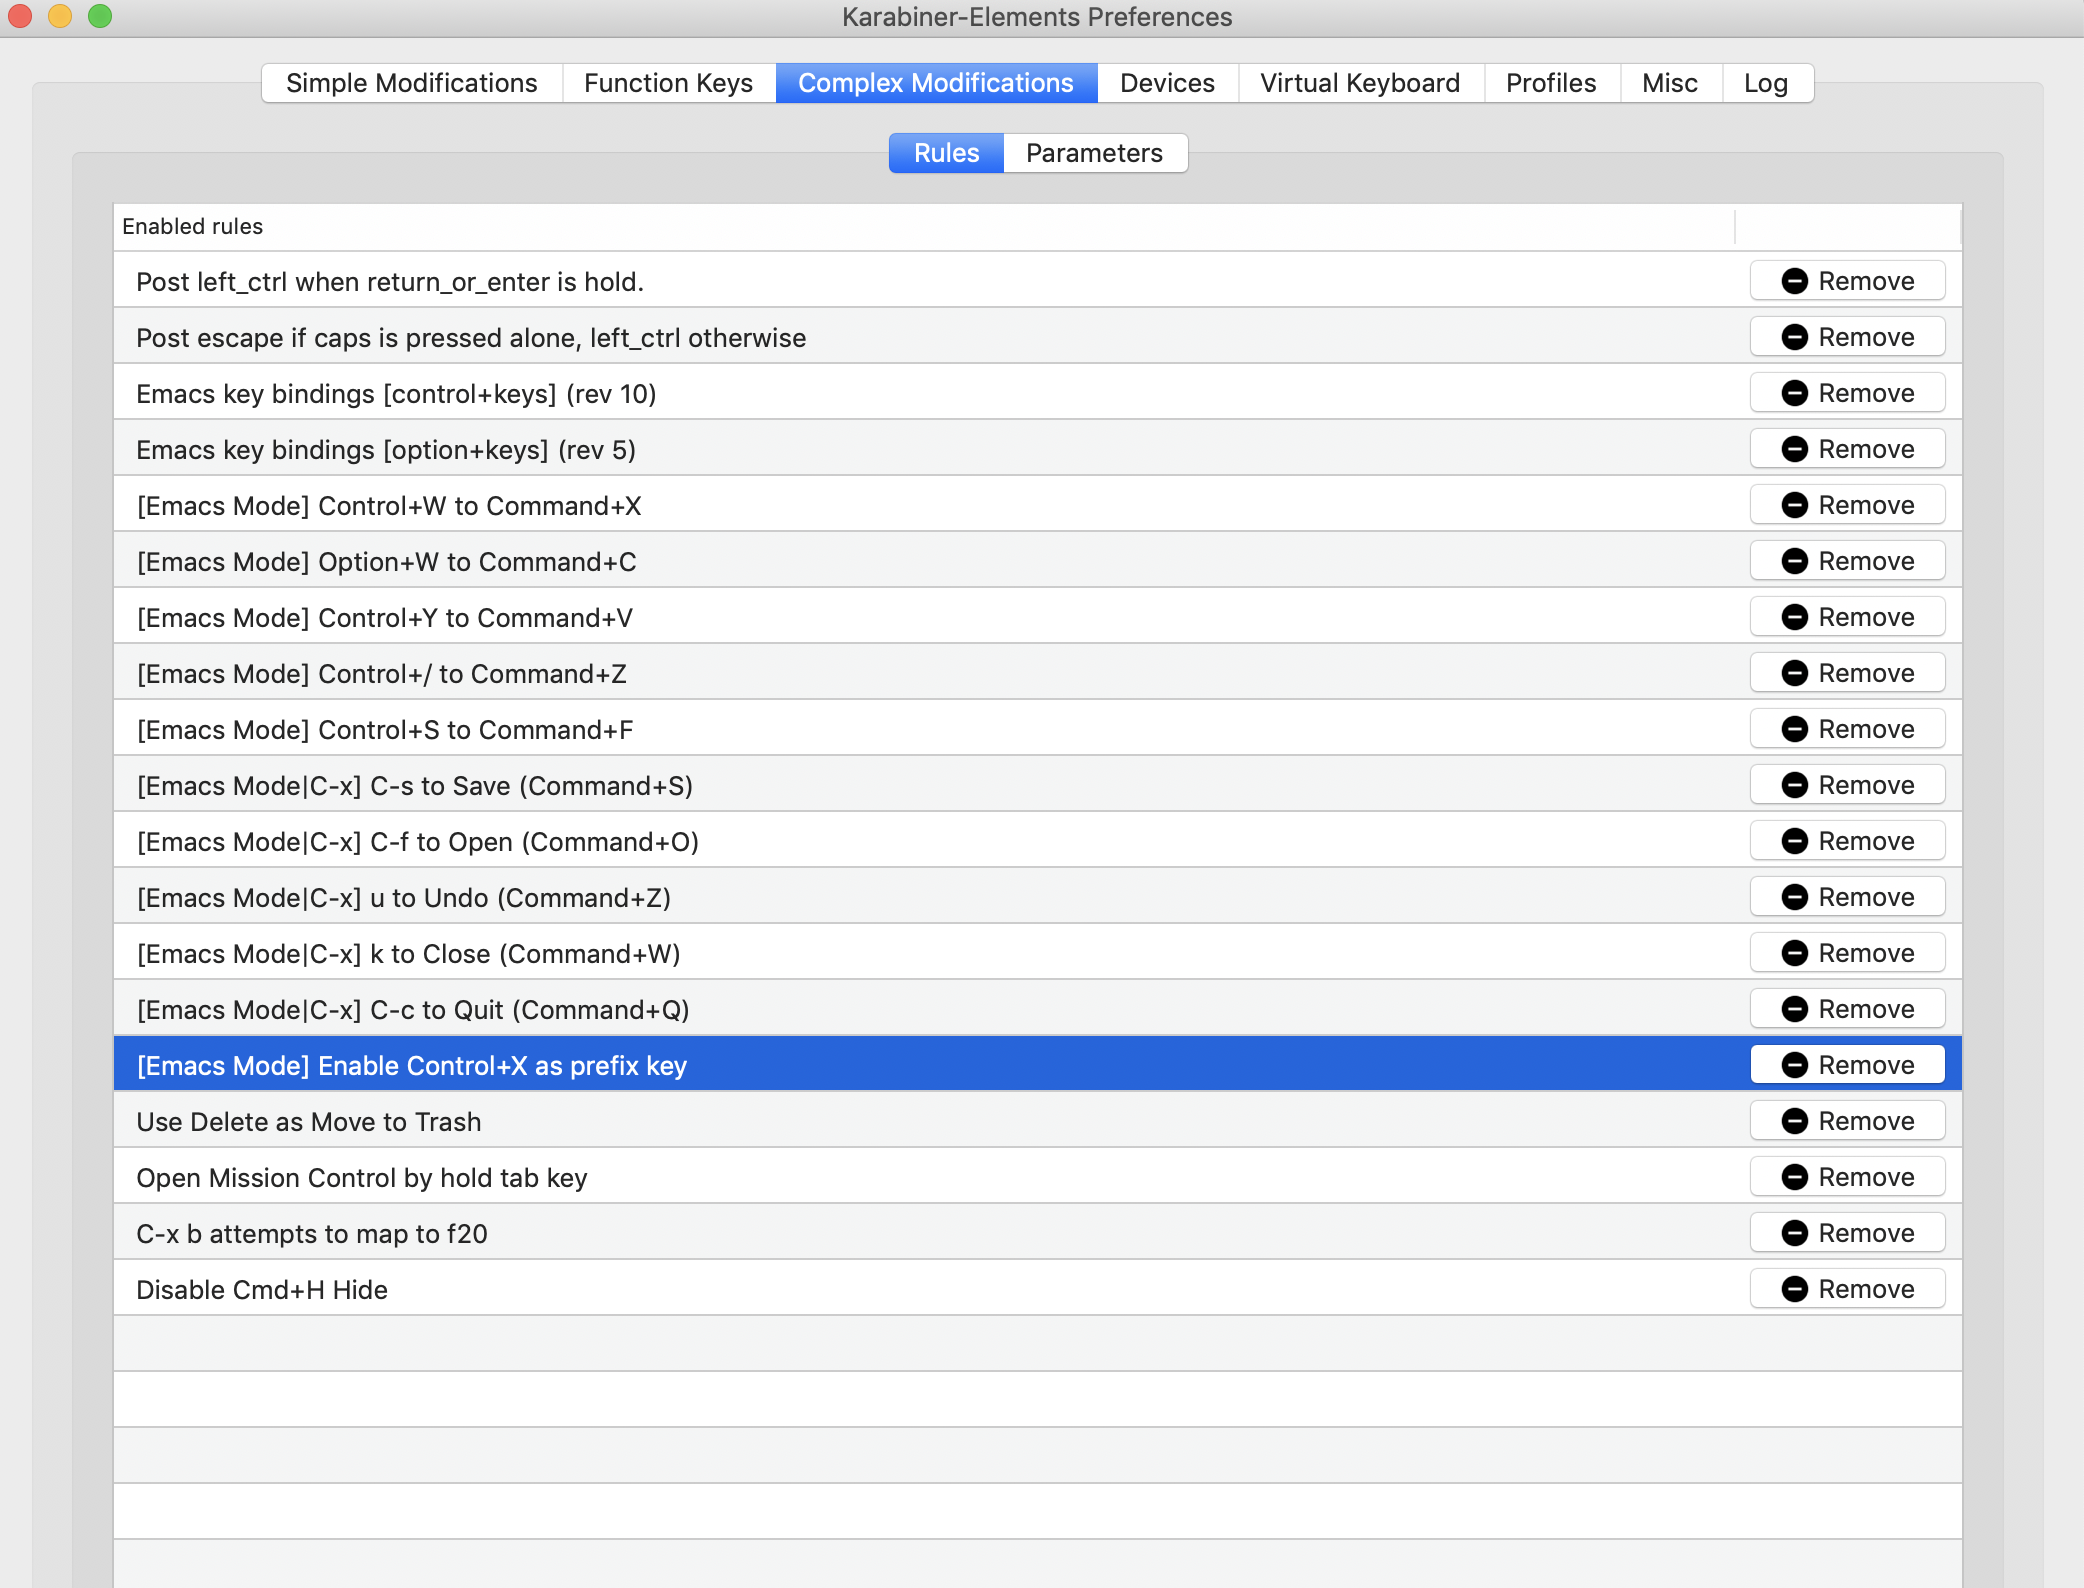 Karabiner-Elements Preferences
Simple Modifications Function Keys Complex Modifications Devices Virtual Keyboard Profiles Misc Log
Rules Parameters
Enabled rules
Post left_ctrl when return_or_enter is hold. Remove
Post escape if caps is pressed alone, left_ctrl otherwise Remove
Emacs key bindings [control+keys] (rev 10) Remove
Emacs key bindings [option+keys] (rev 5) Remove
[Emacs Mode] Control+W to Command+X Remove
[Emacs Mode] Option+W to Command+C Remove
[Emacs Mode] Control+Y to Command+V Remove
[Emacs Mode] Control+/ to Command+Z Remove
[Emacs Mode] Control+S to Command+F Remove
[Emacs Mode|C-x] C-s to Save (Command+S) Remove
[Emacs Mode|C-x] C-f to Open (Command+O) Remove
[Emacs Mode|C-x] u to Undo (Command+Z) Remove
[Emacs Mode|C-x] k to Close (Command+W) Remove
[Emacs Mode|C-x] C-c to Quit (Command+Q) Remove
[Emacs Mode] Enable Control+X as prefix key Remove
Use Delete as Move to Trash Remove
Open Mission Control by hold tab key Remove
C-x b attempts to map to f20 Remove
Disable Cmd+H Hide Remove